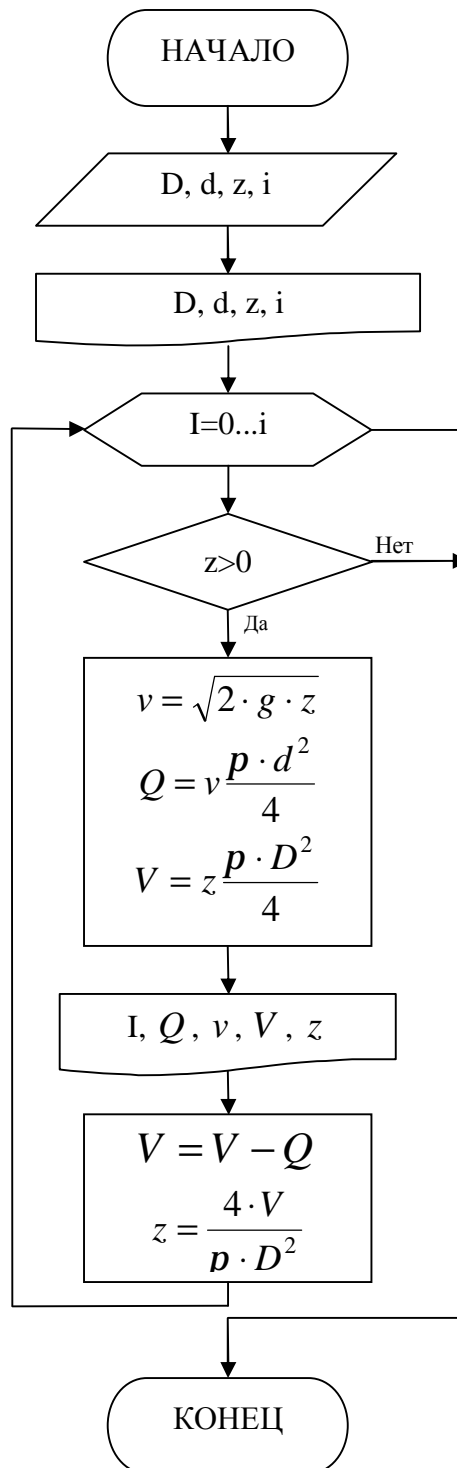 НАЧАЛО
D, d, z, i
D, d, z, i
I=0...i
z>0
Нет
Да
v = √2 · g · z
Q = v p · d² / 4
V = z p · D² / 4
I, Q, v, V, z
V = V − Q
z = 4 · V / p · D²
КОНЕЦ